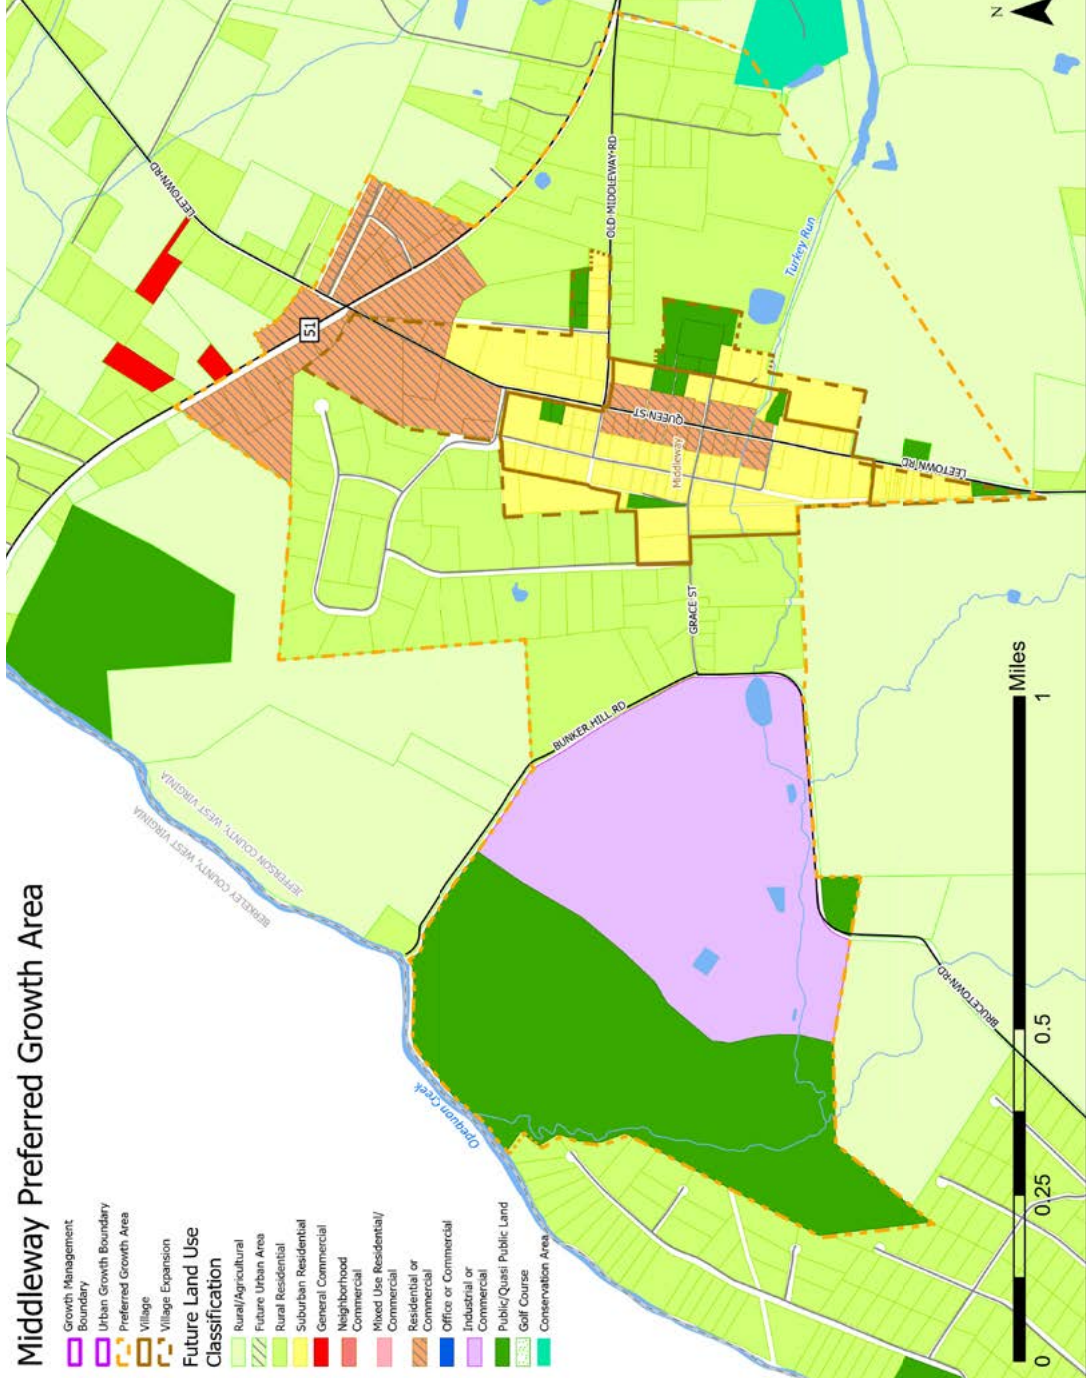 Middleway Preferred Growth Area
Growth Management
Boundary
Urban Growth Boundary
Preferred Growth Area
Village
Village Expansion
Future Land Use
Classification
Rural/Agricultural
Future Urban Area
Rural Residential
Suburban Residential
General Commercial
Neighborhood
Commercial
Mixed Use Residential/
Commercial
Residential or
Commercial
Office or Commercial
Industrial or
Commercial
Public/Quasi Public Land
Golf Course
Conservation Area
Opequon Creek
BERKELEY COUNTY, WEST VIRGINIA
JEFFERSON COUNTY, WEST VIRGINIA
BUNKER HILL RD
GRACE ST
BRUCETOWN RD
51
LEETOWN RD
QUEEN ST
Middleway
OLD MIDDLEWAY RD
Turkey Run
LEETOWN RD
0 0.25 0.5 1
Miles
N